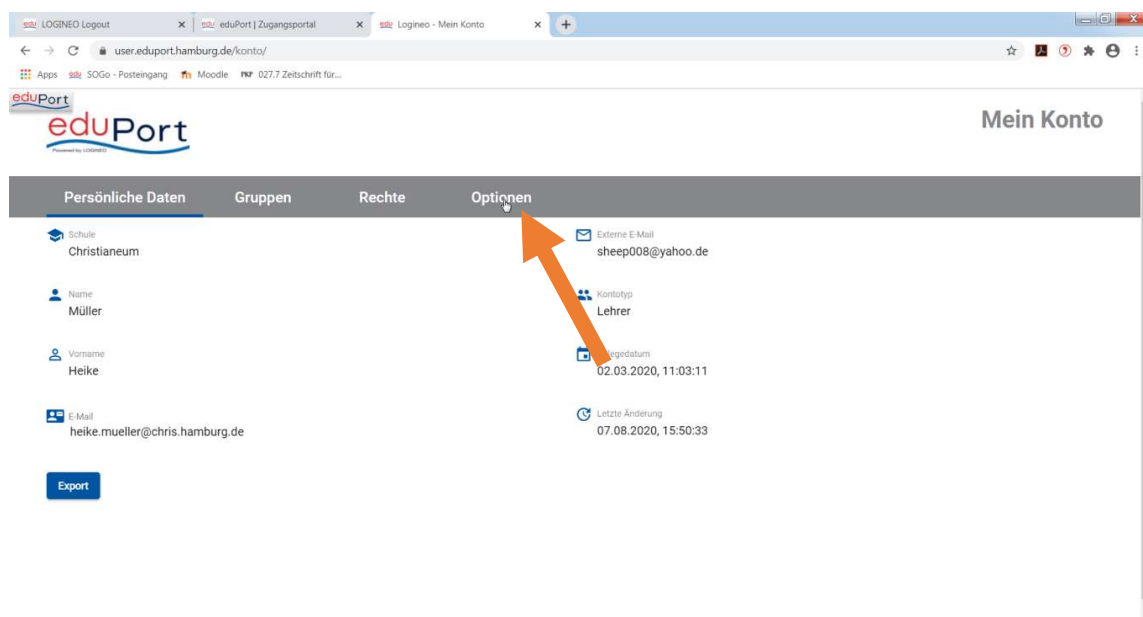 LOGINEO Logout
eduPort | Zugangsportal
Logineo - Mein Konto
user.eduport.hamburg.de/konto/
Apps SOGo - Posteingang Moodle 027.7 Zeitschrift für...
eduPort
eduPort
Powered by LOGINEO
Mein Konto
Persönliche Daten Gruppen Rechte Optionen
Schule
Christianeum
Externe E-Mail
sheep008@yahoo.de
Name
Müller
Kontotyp
Lehrer
Vorname
Heike
02.03.2020, 11:03:11
E-Mail
heike.mueller@chris.hamburg.de
Letzte Änderung
07.08.2020, 15:50:33
Export